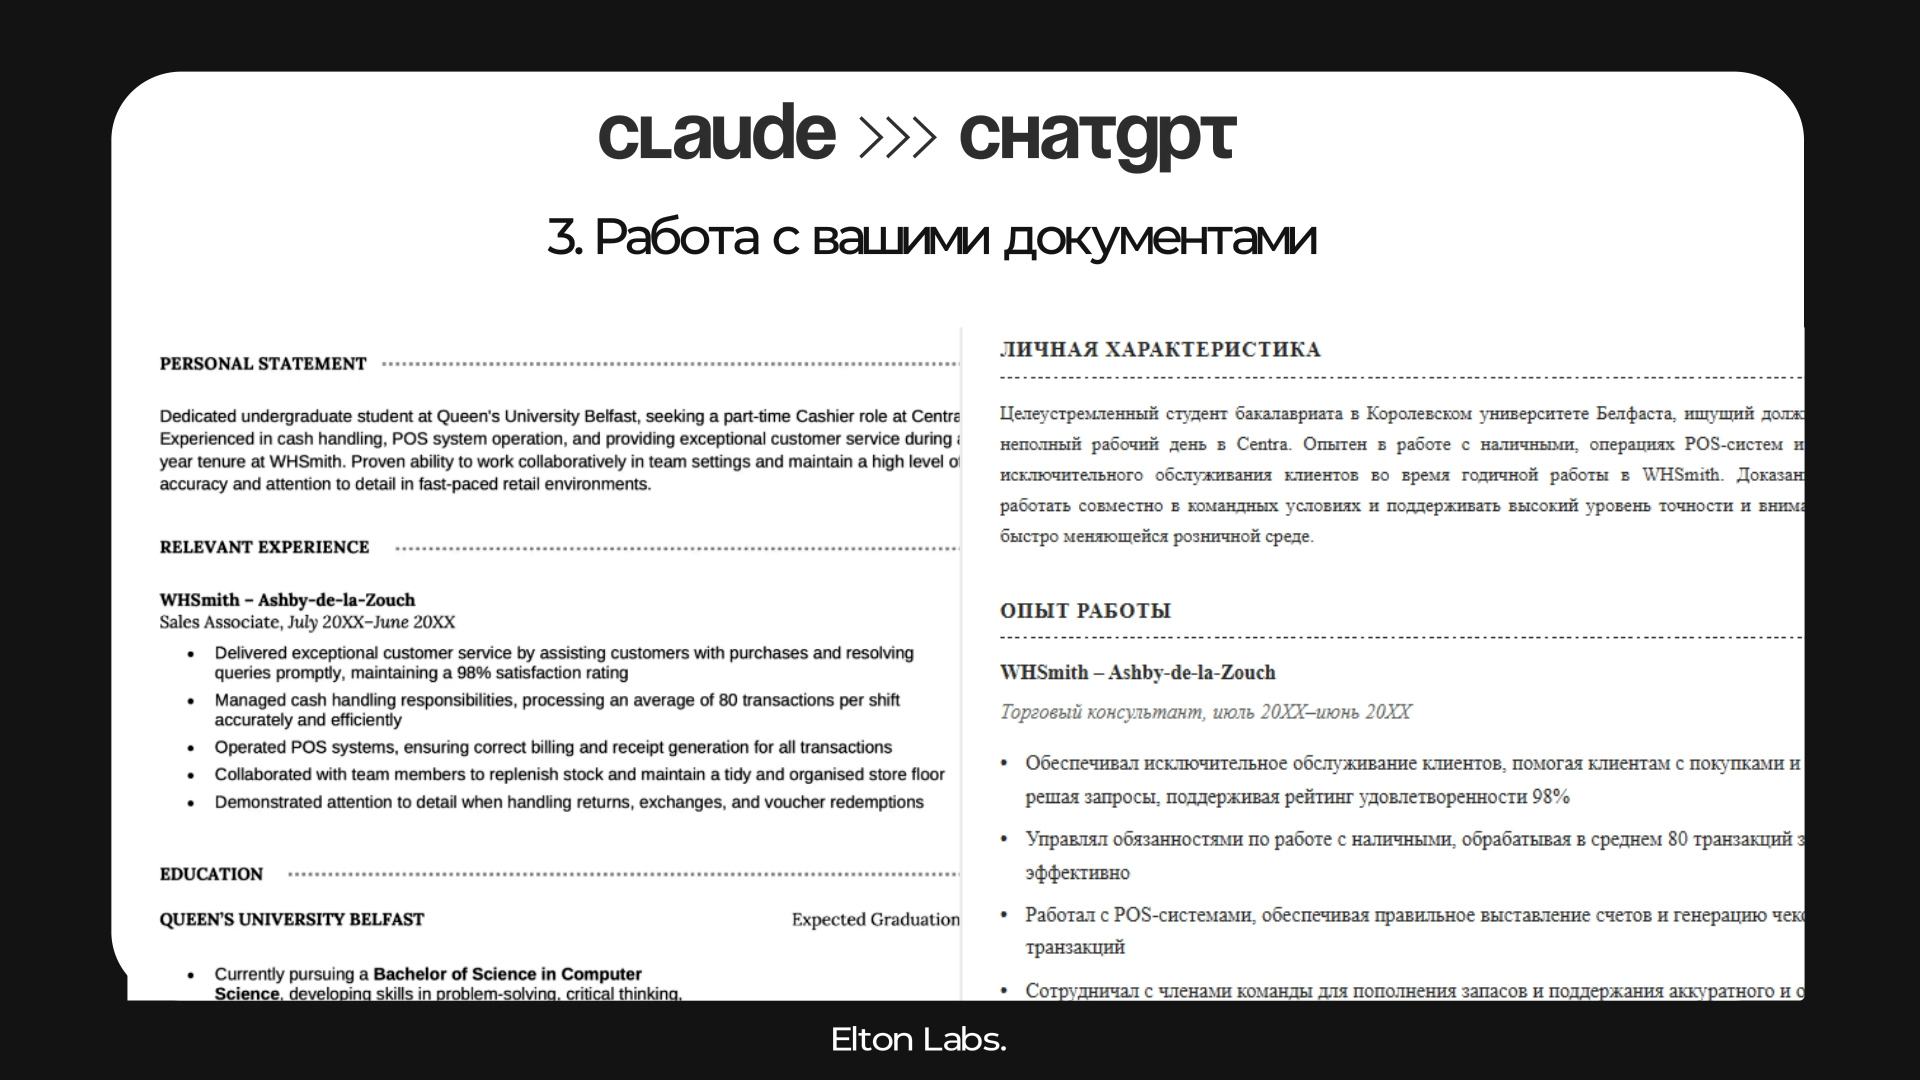 CLaude >>> CHaTgPT
3. Работа с вашими документами
PERSONAL STATEMENT
Dedicated undergraduate student at Queen's University Belfast, seeking a part-time Cashier role at Centra
Experienced in cash handling, POS system operation, and providing exceptional customer service during
year tenure at WHSmith. Proven ability to work collaboratively in team settings and maintain a high level of
accuracy and attention to detail in fast-paced retail environments.
RELEVANT EXPERIENCE
WHSmith – Ashby-de-la-Zouch
Sales Associate, July 20XX–June 20XX
• Delivered exceptional customer service by assisting customers with purchases and resolving
queries promptly, maintaining a 98% satisfaction rating
• Managed cash handling responsibilities, processing an average of 80 transactions per shift
accurately and efficiently
• Operated POS systems, ensuring correct billing and receipt generation for all transactions
• Collaborated with team members to replenish stock and maintain a tidy and organised store floor
• Demonstrated attention to detail when handling returns, exchanges, and voucher redemptions
EDUCATION
QUEEN'S UNIVERSITY BELFAST Expected Graduation
• Currently pursuing a Bachelor of Science in Computer
Science, developing skills in problem-solving, critical thinking,
ЛИЧНАЯ ХАРАКТЕРИСТИКА
Целеустремленный студент бакалавриата в Королевском университете Белфаста, ищущий
неполный рабочий день в Centra. Опытен в работе с наличными, операциях POS-систем и
исключительного обслуживания клиентов во время годичной работы в WHSmith.
работать совместно в командных условиях и поддерживать высокий уровень точности и
быстро меняющейся розничной среде.
ОПЫТ РАБОТЫ
WHSmith – Ashby-de-la-Zouch
Торговый консультант, июль 20XX–июнь 20XX
• Обеспечивал исключительное обслуживание клиентов, помогая клиентам с покупками и
решая запросы, поддерживая рейтинг удовлетворенности 98%
• Управлял обязанностями по работе с наличными, обрабатывая в среднем 80 транзакций
эффективно
• Работал с POS-системами, обеспечивая правильное выставление счетов и генерацию
транзакций
• Сотрудничал с членами команды для пополнения запасов и поддержания аккуратного и
Elton Labs.